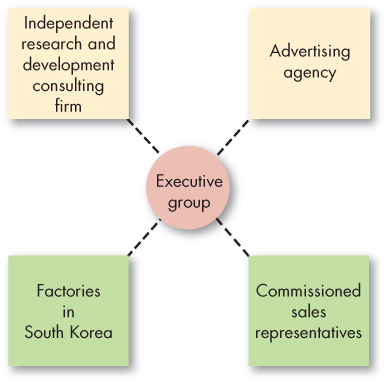 Independent
research and
development
consulting
firm
Advertising
agency
Executive
group
Factories
in
South Korea
Commissioned
sales
representatives